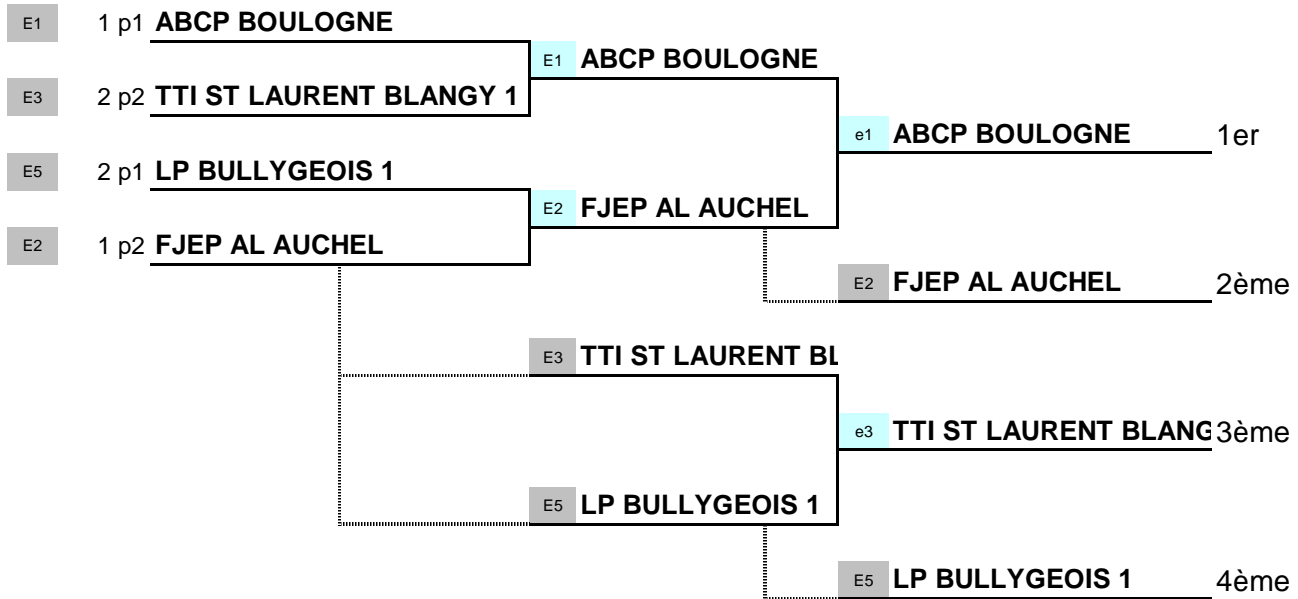 E1 1 p1 ABCP BOULOGNE
E1 ABCP BOULOGNE
E3 2 p2 TTI ST LAURENT BLANGY 1
e1 ABCP BOULOGNE 1er
E5 2 p1 LP BULLYGEOIS 1
E2 FJEP AL AUCHEL
E2 1 p2 FJEP AL AUCHEL
E2 FJEP AL AUCHEL 2ème
E3 TTI ST LAURENT BL
e3 TTI ST LAURENT BLANG 3ème
E5 LP BULLYGEOIS 1
E5 LP BULLYGEOIS 1 4ème